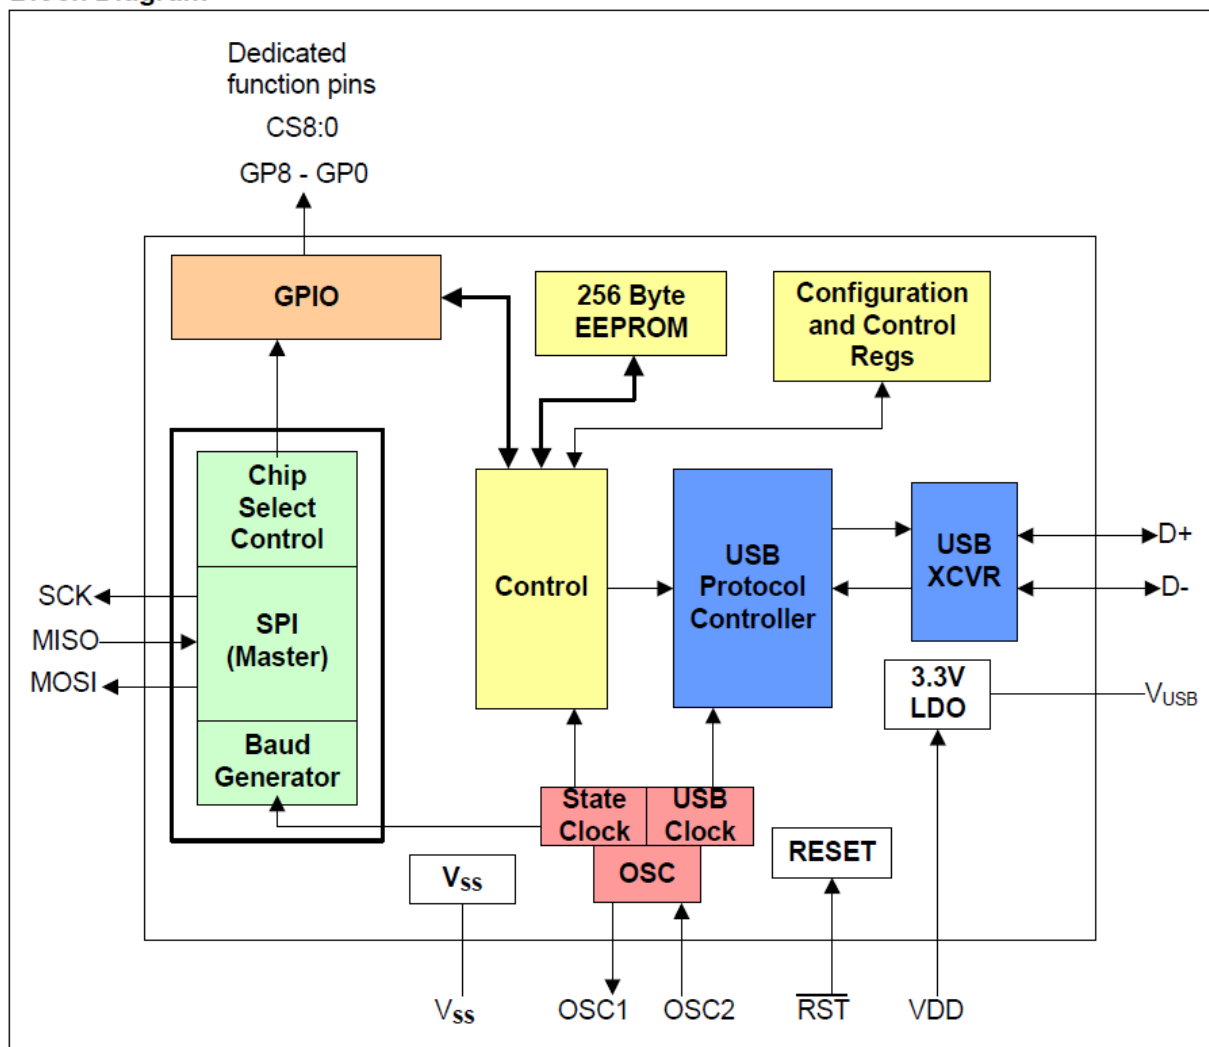 Dedicated
function pins
CS8:0
GP8 - GP0
GPIO
256 Byte
EEPROM
Configuration
and Control
Regs
Chip
Select
Control
SPI
(Master)
Baud
Generator
SCK
MISO
MOSI
Control
USB
Protocol
Controller
USB
XCVR
D+
D-
3.3V
LDO
VUSB
State
Clock
USB
Clock
OSC
RESET
Vss
Vss
OSC1
OSC2
RST
VDD